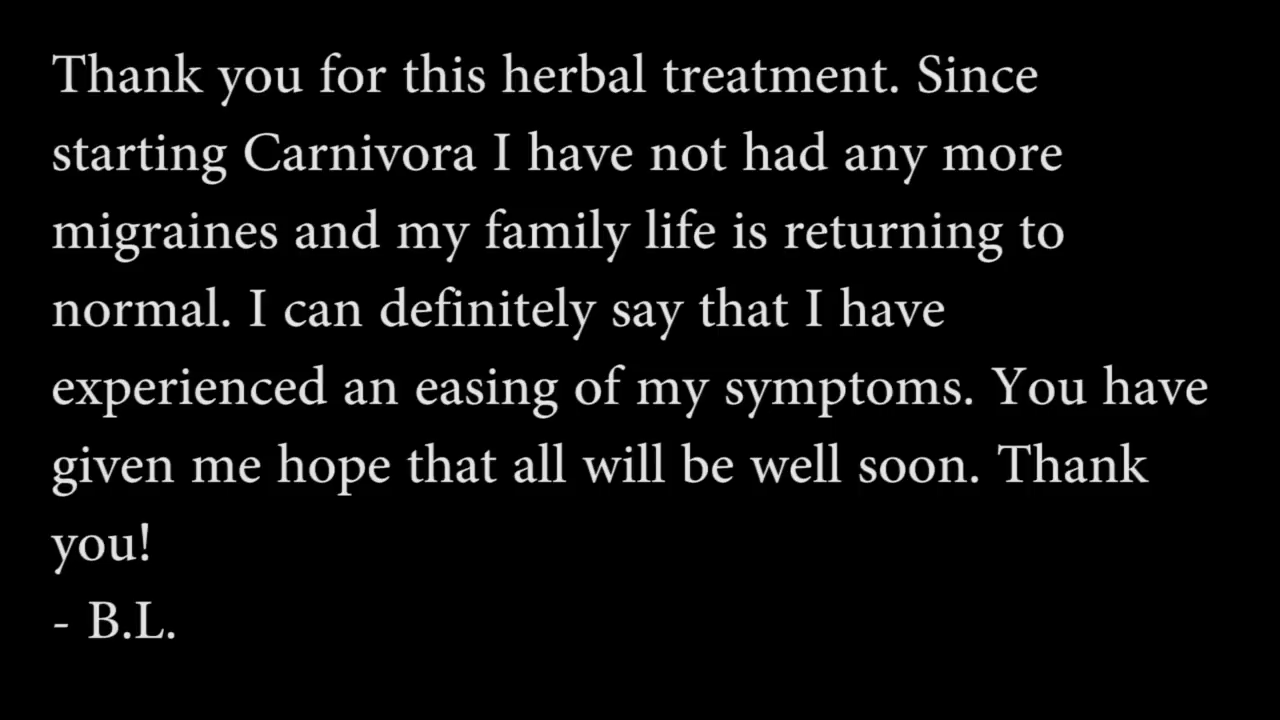 Thank you for this herbal treatment. Since
starting Carnivora I have not had any more
migraines and my family life is returning to
normal. I can definitely say that I have
experienced an easing of my symptoms. You have
given me hope that all will be well soon. Thank
you!
- B.L.